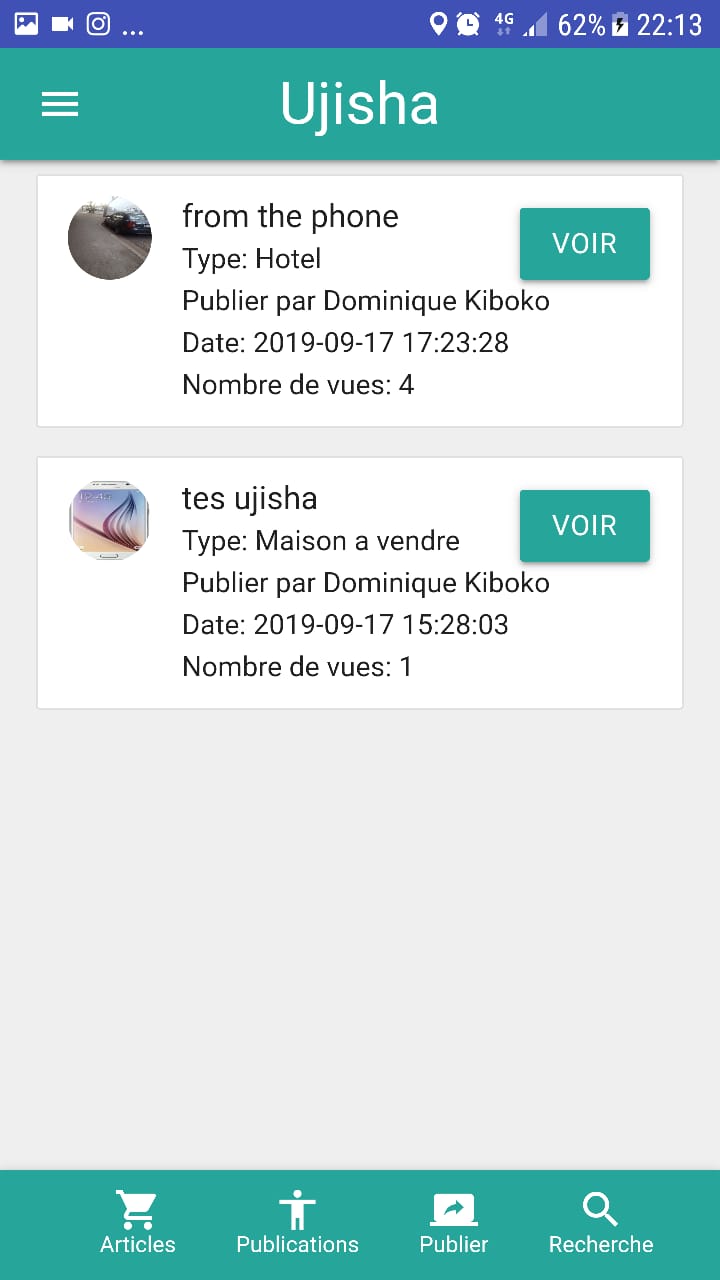 ... 4G 62% 22:13
Ujisha
from the phone
VOIR
Type: Hotel
Publier par Dominique Kiboko
Date: 2019-09-17 17:23:28
Nombre de vues: 4
tes ujisha
VOIR
Type: Maison a vendre
Publier par Dominique Kiboko
Date: 2019-09-17 15:28:03
Nombre de vues: 1
Articles Publications Publier Recherche